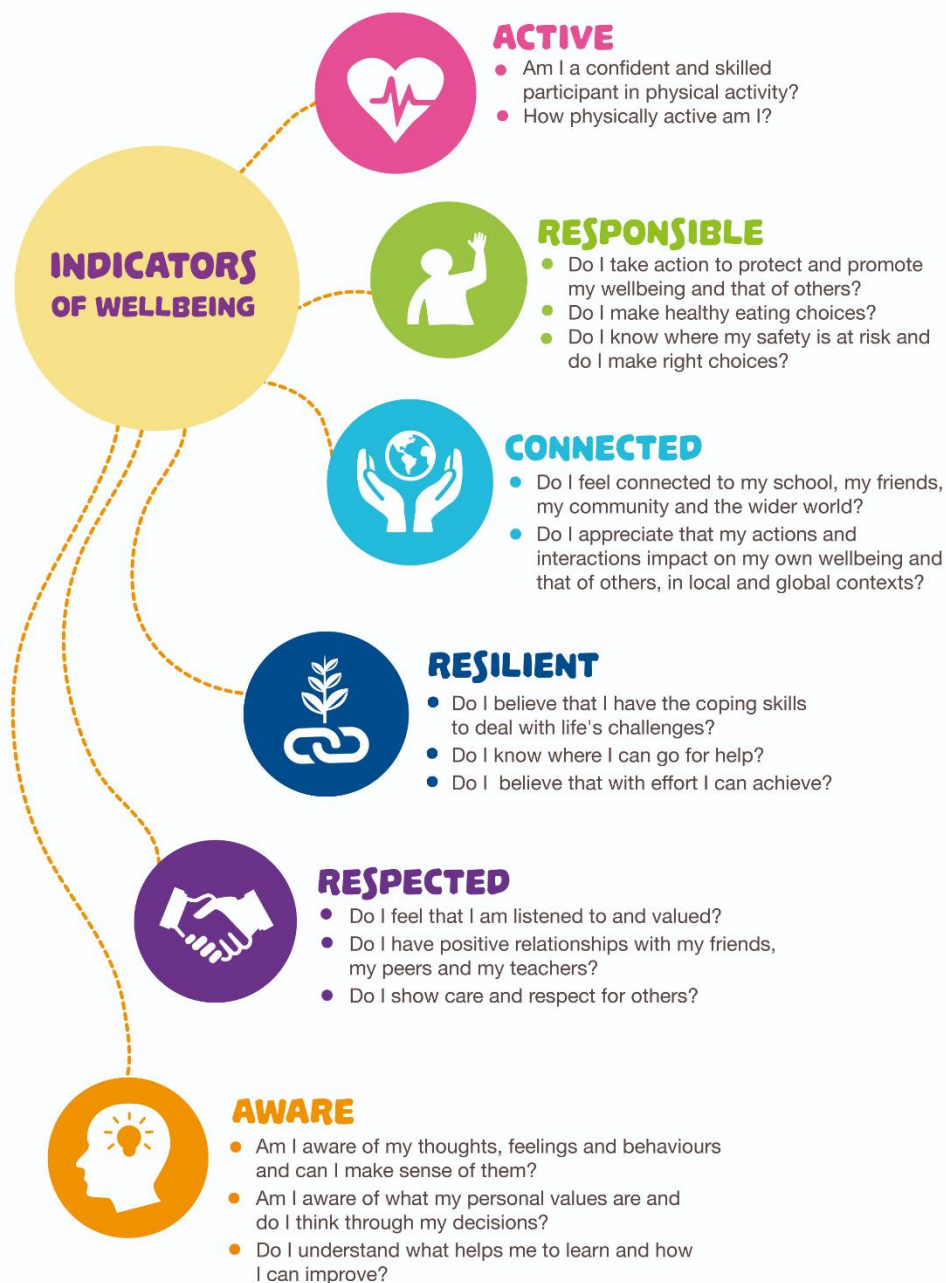 ACTIVE
Am I a confident and skilled
participant in physical activity?
How physically active am I?
INDICATORS
OF WELLBEING
RESPONSIBLE
Do I take action to protect and promote
my wellbeing and that of others?
Do I make healthy eating choices?
Do I know where my safety is at risk and
do I make right choices?
CONNECTED
Do I feel connected to my school, my friends,
my community and the wider world?
Do I appreciate that my actions and
interactions impact on my own wellbeing and
that of others, in local and global contexts?
RESILIENT
Do I believe that I have the coping skills
to deal with life's challenges?
Do I know where I can go for help?
Do I believe that with effort I can achieve?
RESPECTED
Do I feel that I am listened to and valued?
Do I have positive relationships with my friends,
my peers and my teachers?
Do I show care and respect for others?
AWARE
Am I aware of my thoughts, feelings and behaviours
and can I make sense of them?
Am I aware of what my personal values are and
do I think through my decisions?
Do I understand what helps me to learn and how
I can improve?